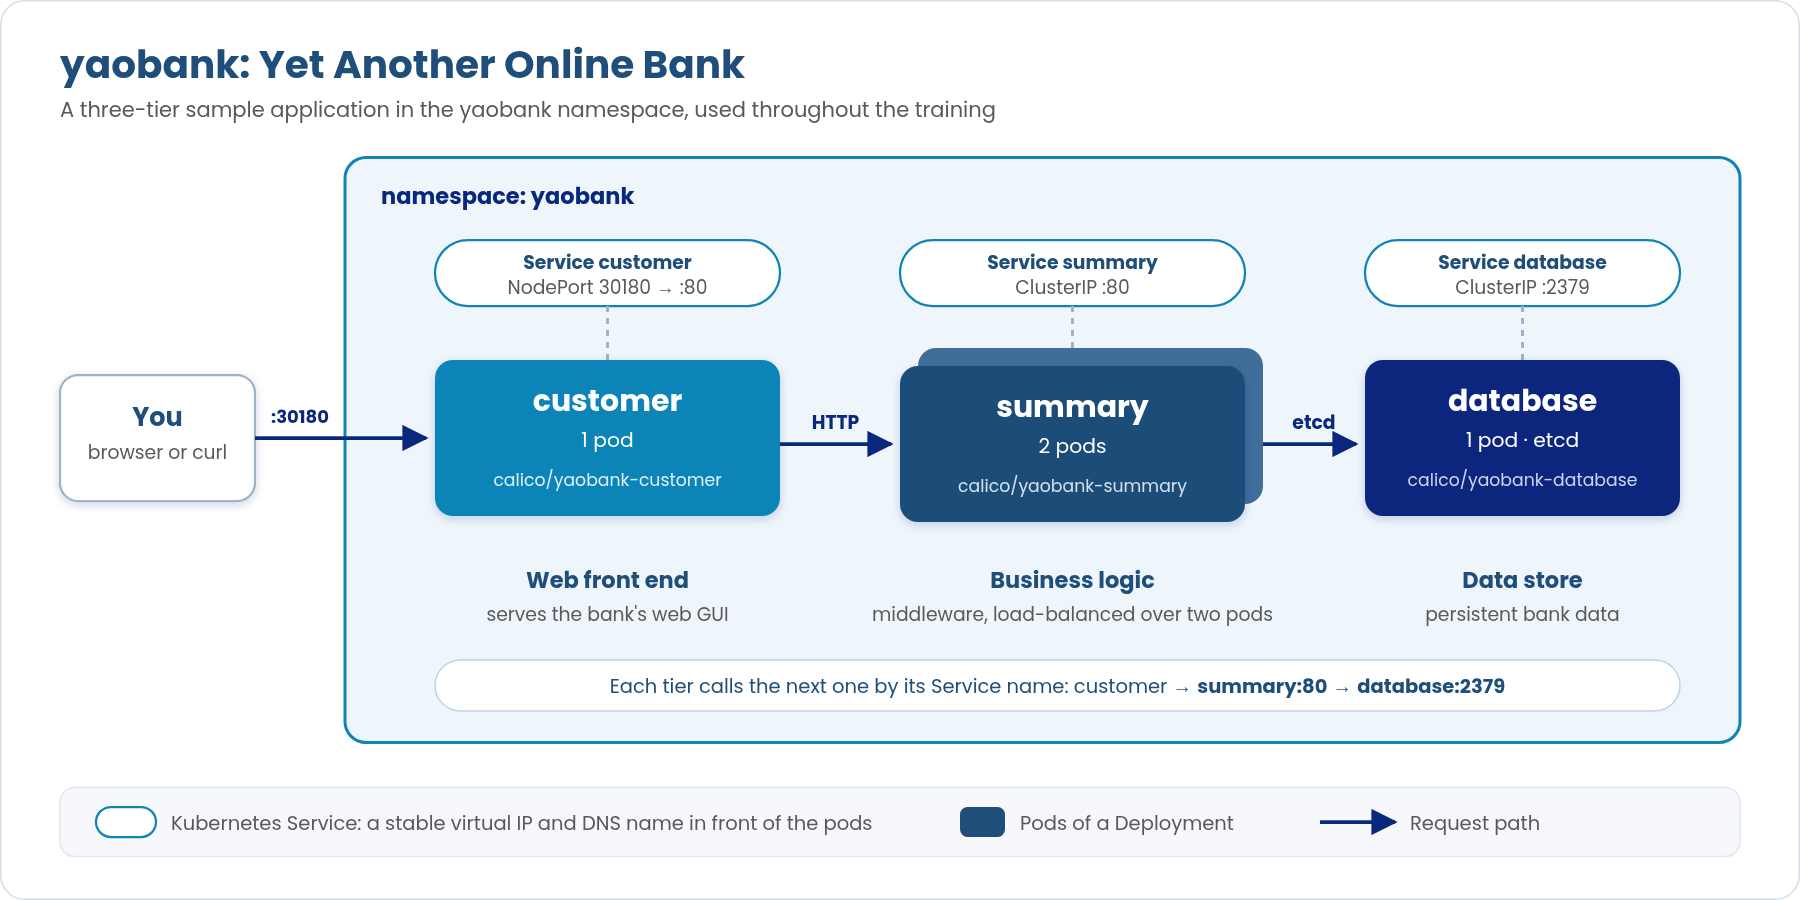 yaobank: Yet Another Online Bank
A three-tier sample application in the yaobank namespace, used throughout the training
namespace: yaobank
Service customer
NodePort 30180 → :80
Service summary
ClusterIP :80
Service database
ClusterIP :2379
You
browser or curl
:30180
customer
1 pod
calico/yaobank-customer
HTTP
summary
2 pods
calico/yaobank-summary
etcd
database
1 pod · etcd
calico/yaobank-database
Web front end
serves the bank's web GUI
Business logic
middleware, load-balanced over two pods
Data store
persistent bank data
Each tier calls the next one by its Service name: customer → summary:80 → database:2379
Kubernetes Service: a stable virtual IP and DNS name in front of the pods
Pods of a Deployment
Request path